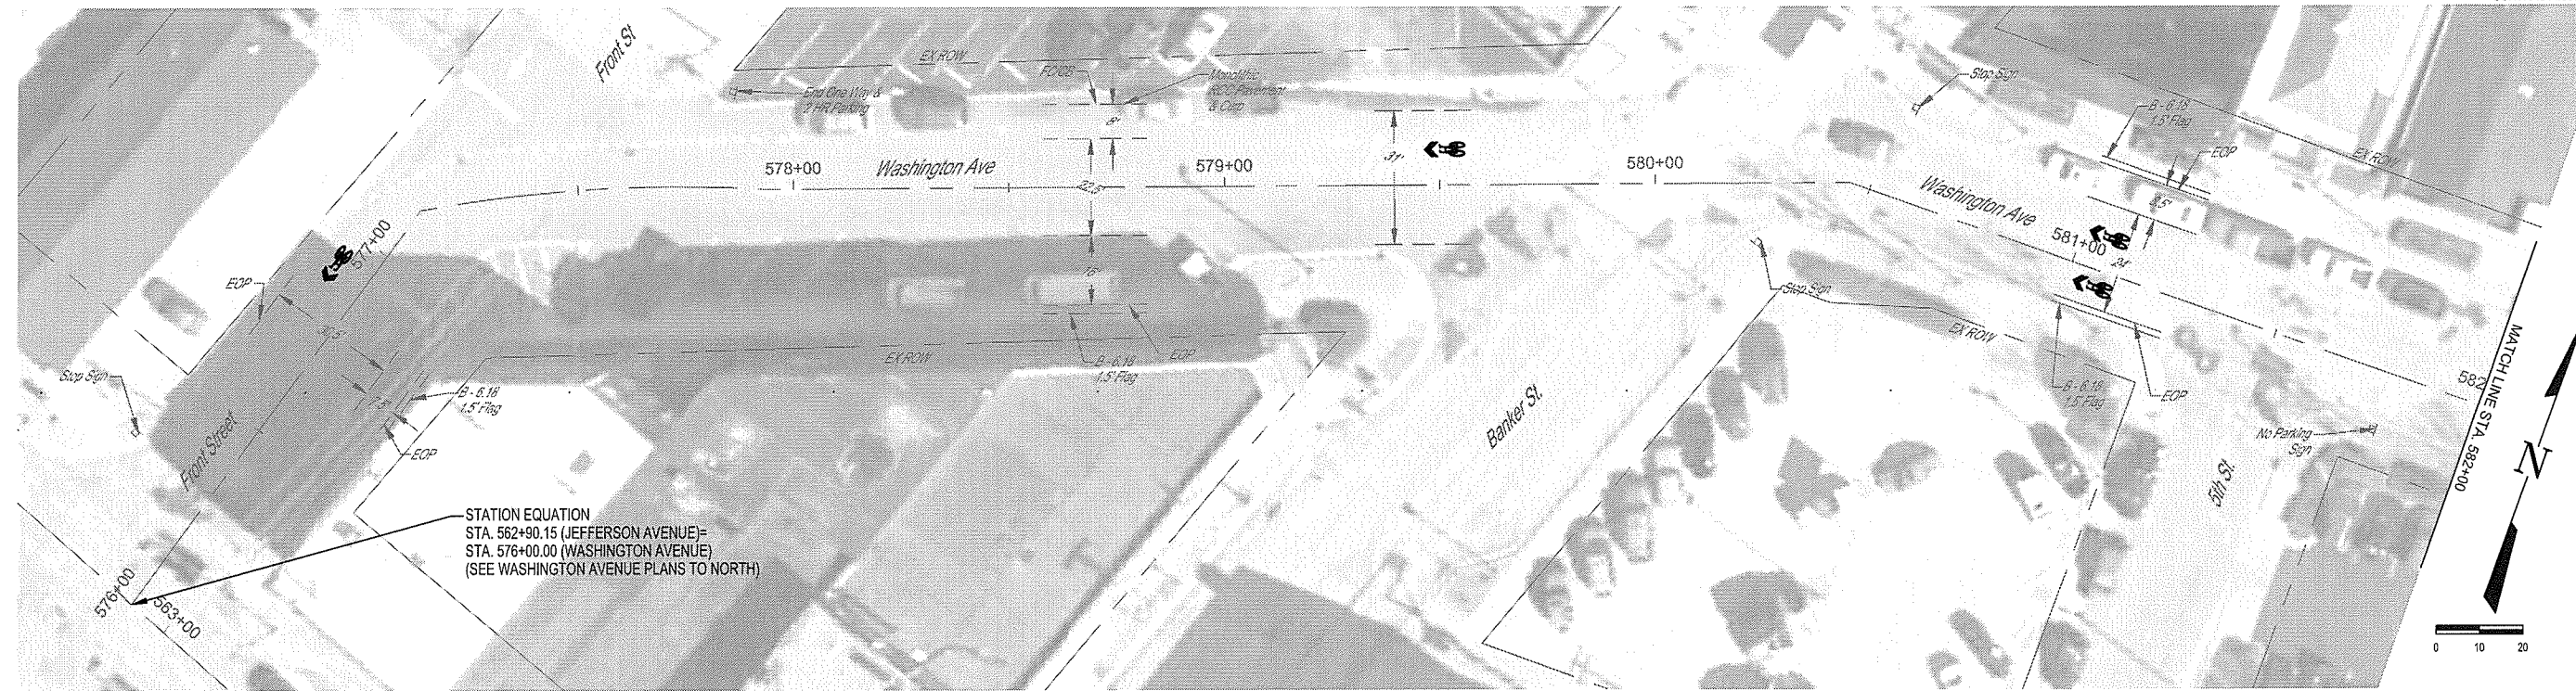 Front St
EX ROW
End One Way &
2 HR Parking
FC/CB
Monolithic
RCC Pavement
& Curb
8'
578+00
Washington Ave
22.5'
579+00
31'
580+00
Stop Sign
B - 6.18
1.5' Flag
EOP
EX ROW
8.5'
Washington Ave
581+00
24'
577+00
EOP
30.5'
16'
EX ROW
B - 6.18
1.5' Flag
EOP
Stop Sign
EX ROW
B - 6.18
1.5' Flag
EOP
Stop Sign
7.5'
B - 6.18
1.5' Flag
EOP
Front Street
Banker St.
5th St.
No Parking
Sign
582
MATCH LINE STA. 582+00
N
STATION EQUATION
STA. 562+90.15 (JEFFERSON AVENUE)=
STA. 576+00.00 (WASHINGTON AVENUE)
(SEE WASHINGTON AVENUE PLANS TO NORTH)
576+00
563+00
0 10 20